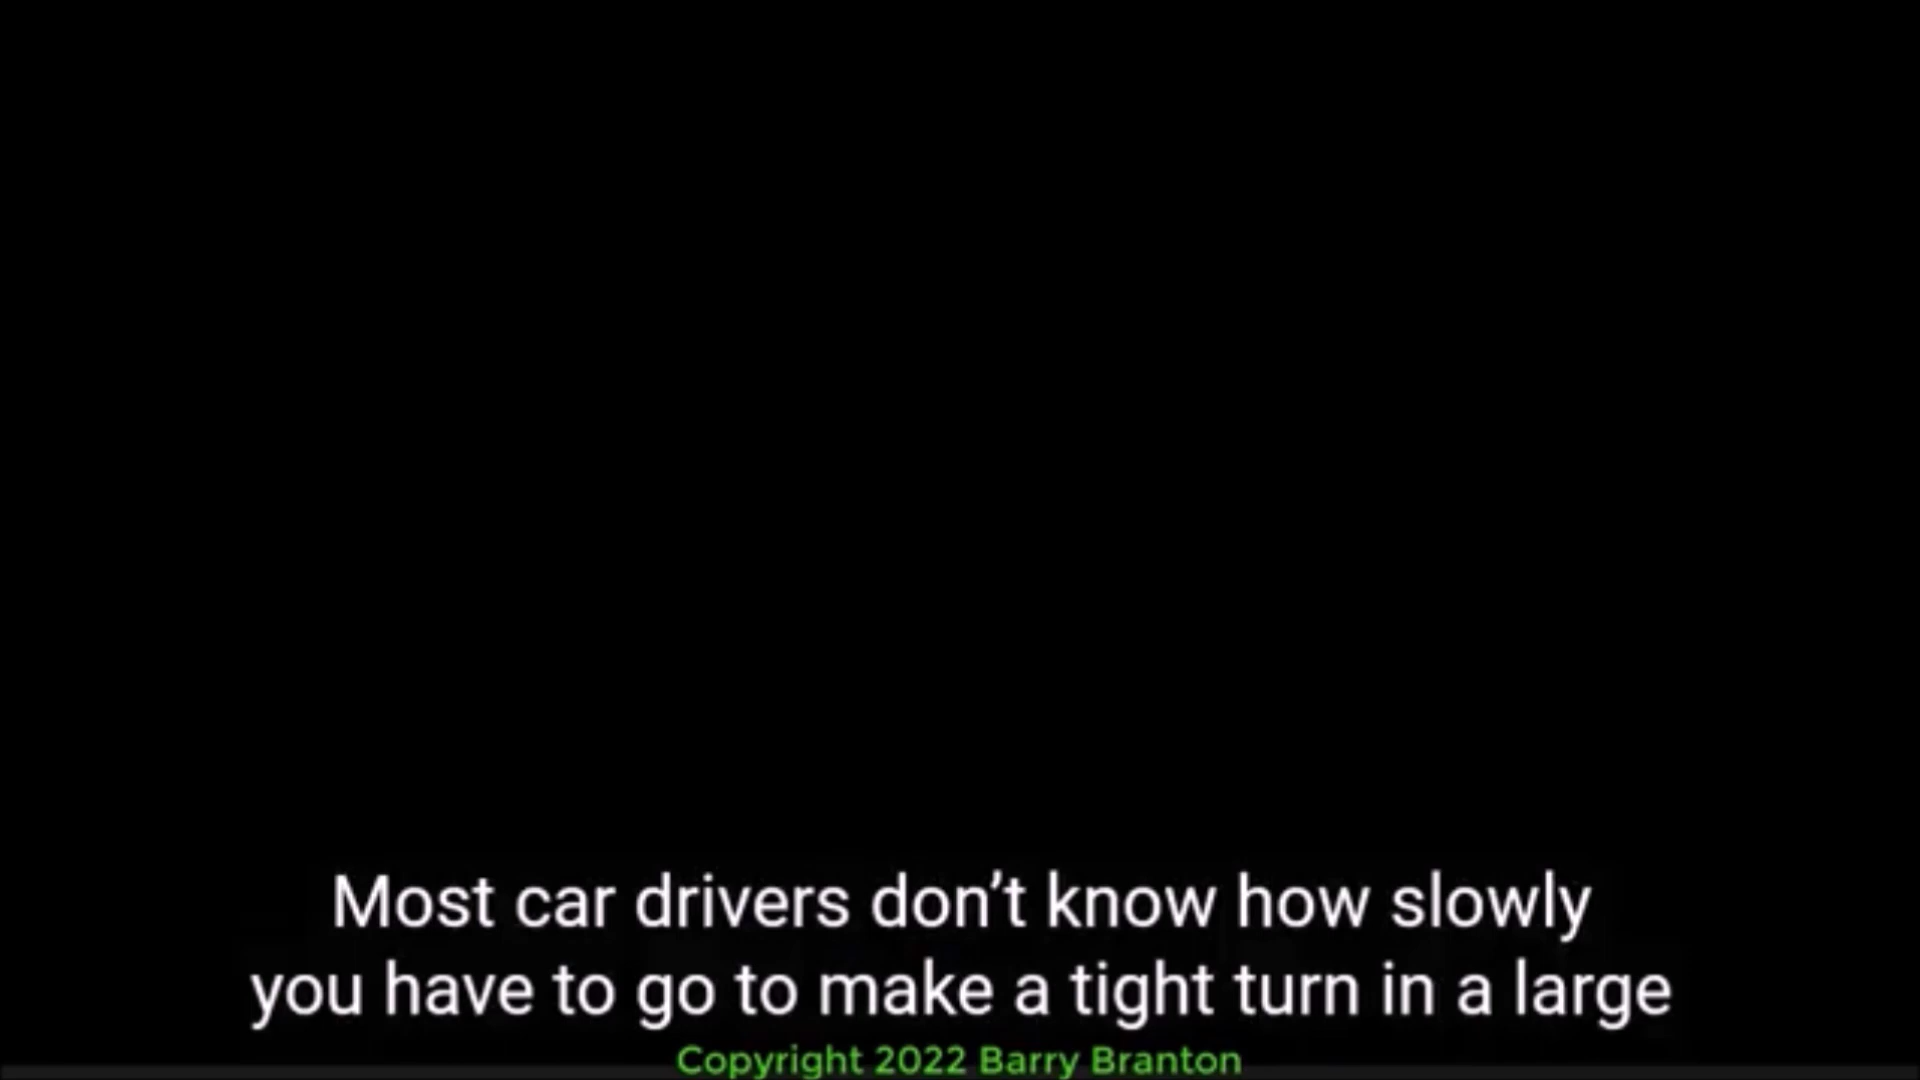 Most car drivers don’t know how slowly
you have to go to make a tight turn in a large
Copyright 2022 Barry Branton